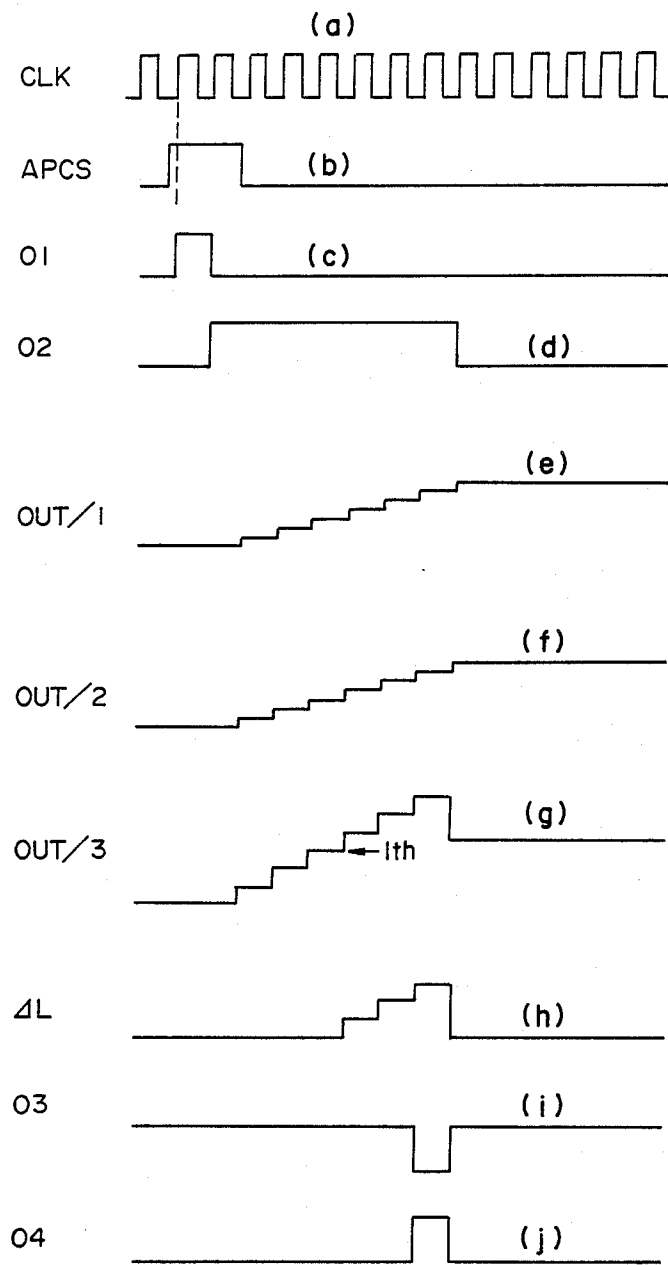 (a)
CLK
APCS
(b)
O1
(c)
O2
(d)
(e)
OUT/1
(f)
OUT/2
(g)
OUT/3
Ith
ΔL
(h)
O3
(i)
O4
(j)